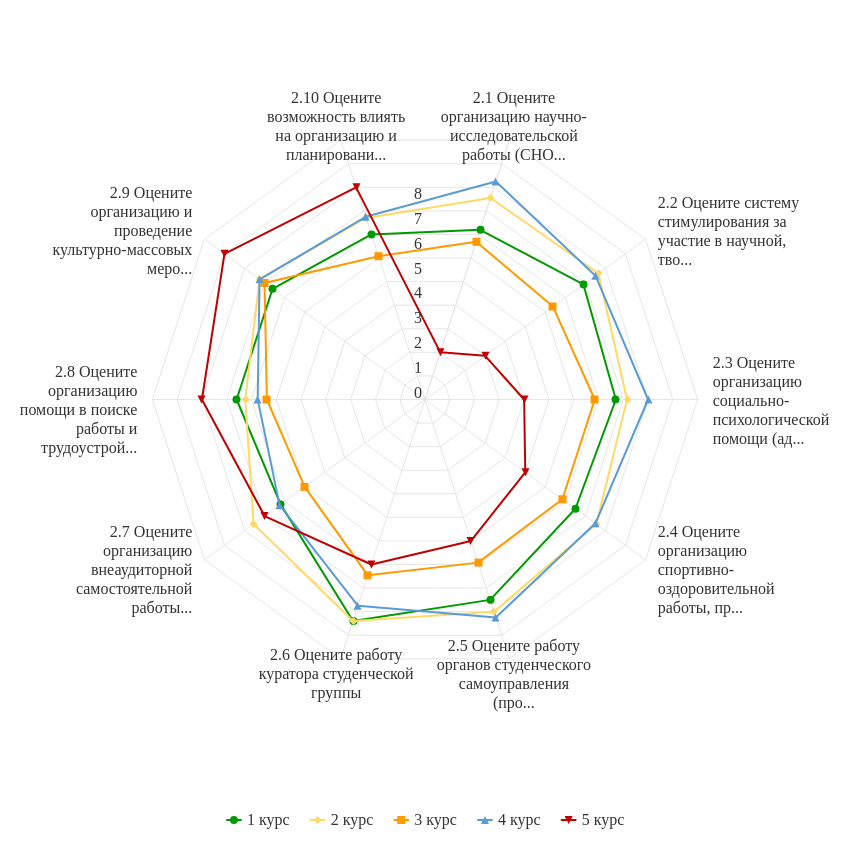 2.10 Оцените
возможность влиять
на организацию и
планировани...
2.1 Оцените
организацию научно-
исследовательской
работы (СНО...
2.9 Оцените
организацию и
проведение
культурно-массовых
меро...
2.2 Оцените систему
стимулирования за
участие в научной,
тво...
8
7
6
5
4
3
2
1
0
2.8 Оцените
организацию
помощи в поиске
работы и
трудоустрой...
2.3 Оцените
организацию
социально-
психологической
помощи (ад...
2.7 Оцените
организацию
внеаудиторной
самостоятельной
работы...
2.4 Оцените
организацию
спортивно-
оздоровительной
работы, пр...
2.6 Оцените работу
куратора студенческой
группы
2.5 Оцените работу
органов студенческого
самоуправления
(про...
1 курс 2 курс 3 курс 4 курс 5 курс